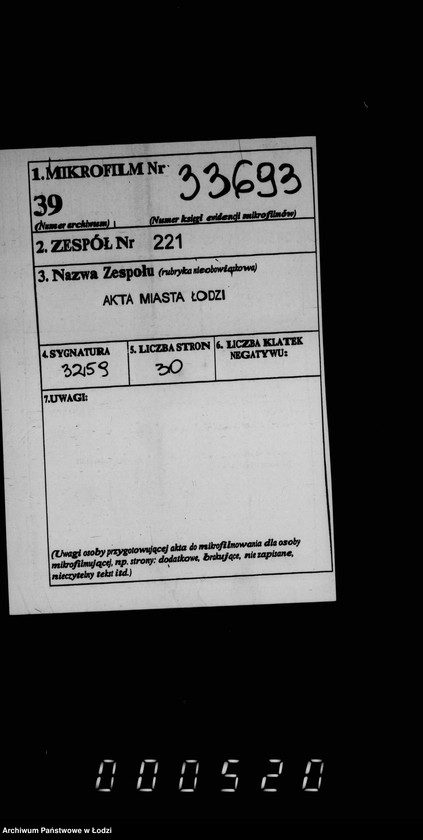 1. MIKROFILM Nr 33693
39
(Numer archiwum) (Numer księgi ewidencji mikrofilmów)
2. ZESPÓŁ Nr 221
3. Nazwa Zespołu (rubryka nieobowiązkowa)
AKTA MIASTA ŁODZI
4. SYGNATURA 5. LICZBA STRON 6. LICZBA KLATEK
NEGATYWU:
3259 30
7. UWAGI:
(Uwagi osoby przygotowującej akta do mikrofilmowania dla osoby
mikrofilmującej, np. strony: dodatkowe, brakujące, nie zapisane,
nieczytelny tekst itd.)
000520
Archiwum Państwowe w Łodzi